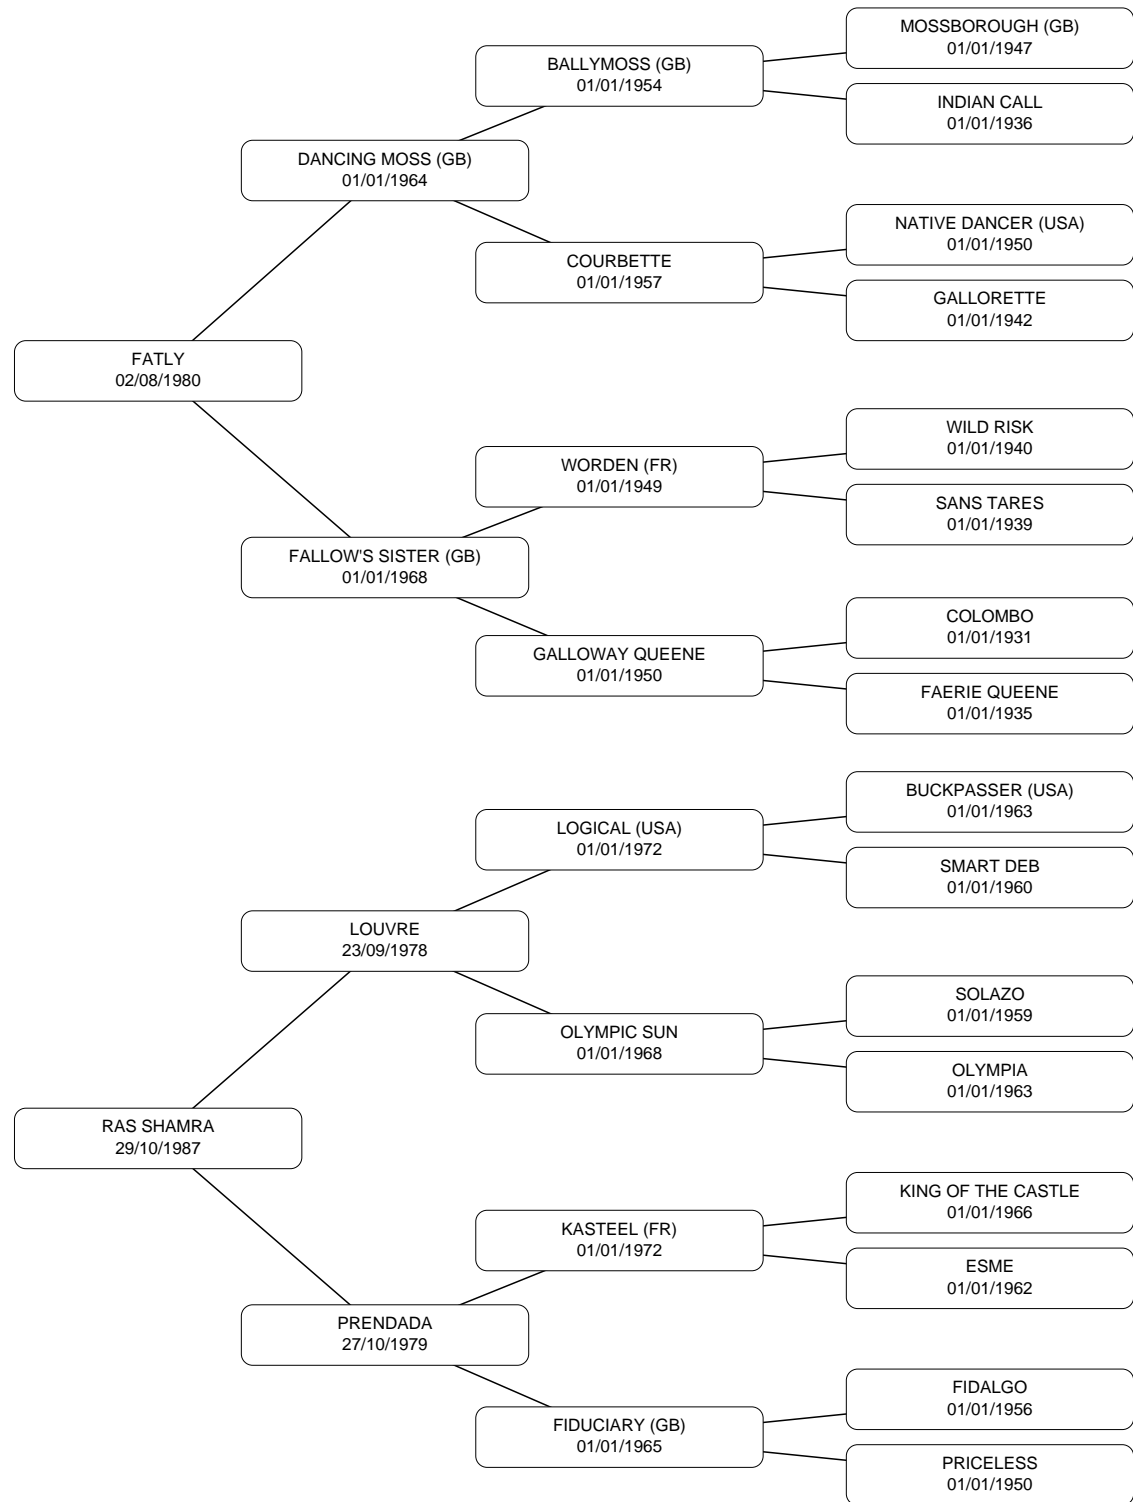 MOSSBOROUGH (GB)
01/01/1947
BALLYMOSS (GB)
01/01/1954
INDIAN CALL
01/01/1936
DANCING MOSS (GB)
01/01/1964
NATIVE DANCER (USA)
01/01/1950
COURBETTE
01/01/1957
GALLORETTE
01/01/1942
FATLY
02/08/1980
WILD RISK
01/01/1940
WORDEN (FR)
01/01/1949
SANS TARES
01/01/1939
FALLOW'S SISTER (GB)
01/01/1968
COLOMBO
01/01/1931
GALLOWAY QUEENE
01/01/1950
FAERIE QUEENE
01/01/1935
BUCKPASSER (USA)
01/01/1963
LOGICAL (USA)
01/01/1972
SMART DEB
01/01/1960
LOUVRE
23/09/1978
SOLAZO
01/01/1959
OLYMPIC SUN
01/01/1968
OLYMPIA
01/01/1963
RAS SHAMRA
29/10/1987
KING OF THE CASTLE
01/01/1966
KASTEEL (FR)
01/01/1972
ESME
01/01/1962
PRENDADA
27/10/1979
FIDALGO
01/01/1956
FIDUCIARY (GB)
01/01/1965
PRICELESS
01/01/1950